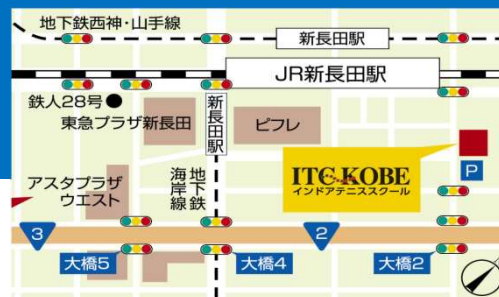 地下鉄西神・山手線
新長田駅
JR新長田駅
鉄人28号
東急プラザ新長田
新長田駅
ピフレ
ITC KOBE
インドアテニススクール
P
アスタプラザ
ウエスト
地下鉄
海岸線
3
2
大橋5
大橋4
大橋2